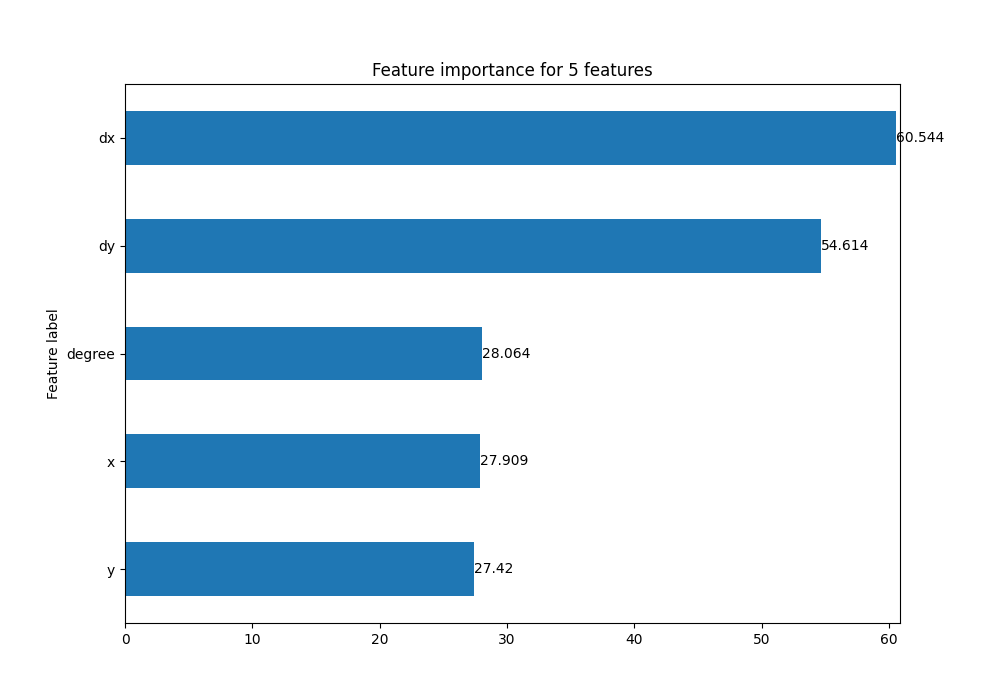 Feature importance for 5 features
dx
60.544
dy
54.614
Feature label
degree
28.064
x
27.909
y
27.42
0 10 20 30 40 50 60